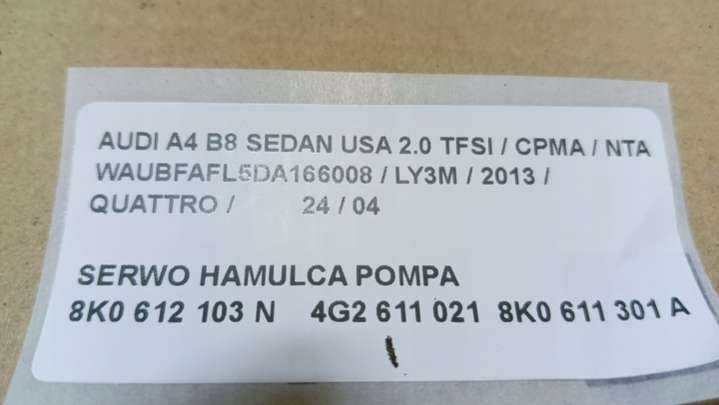 AUDI A4 B8 SEDAN USA 2.0 TFSI / CPMA / NTA
WAUBFAFL5DA166008 / LY3M / 2013 /
QUATTRO / 24 / 04
SERWO HAMULCA POMPA
8K0 612 103 N 4G2 611 021 8K0 611 301 A